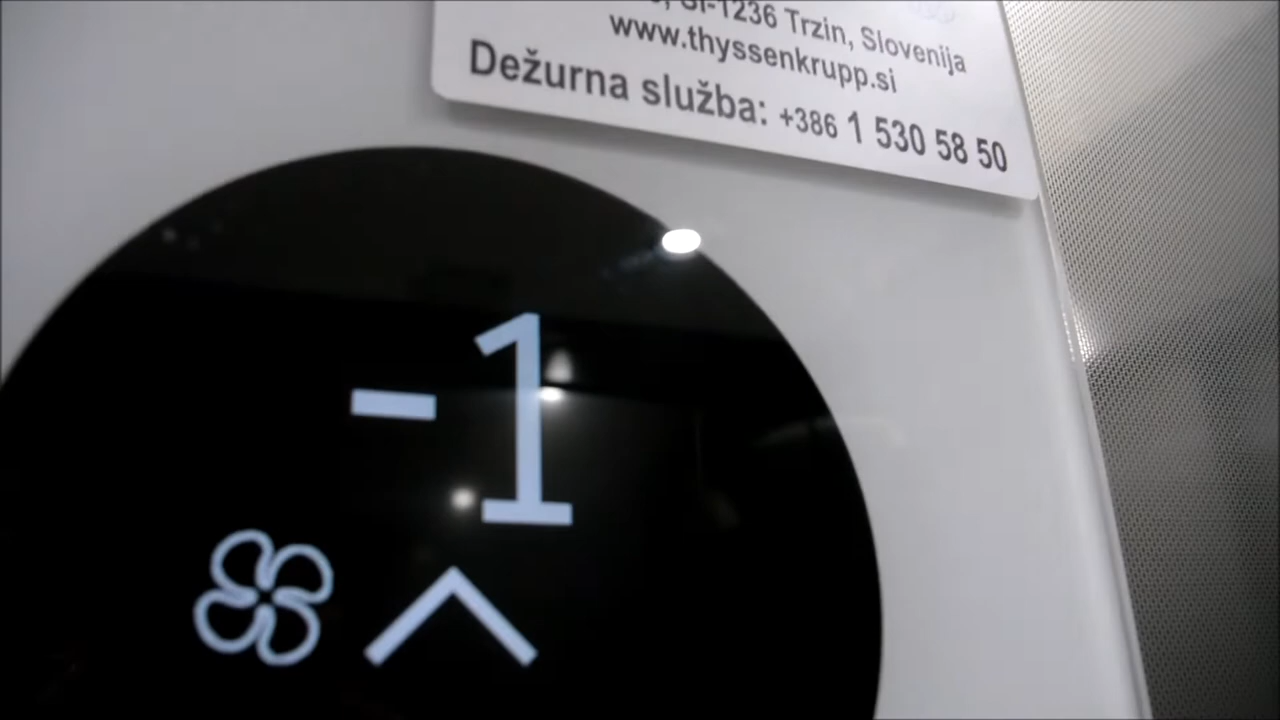 SI-1236 Trzin, Slovenija
www.thyssenkrupp.si
Dežurna služba: +386 1 530 58 50
-1